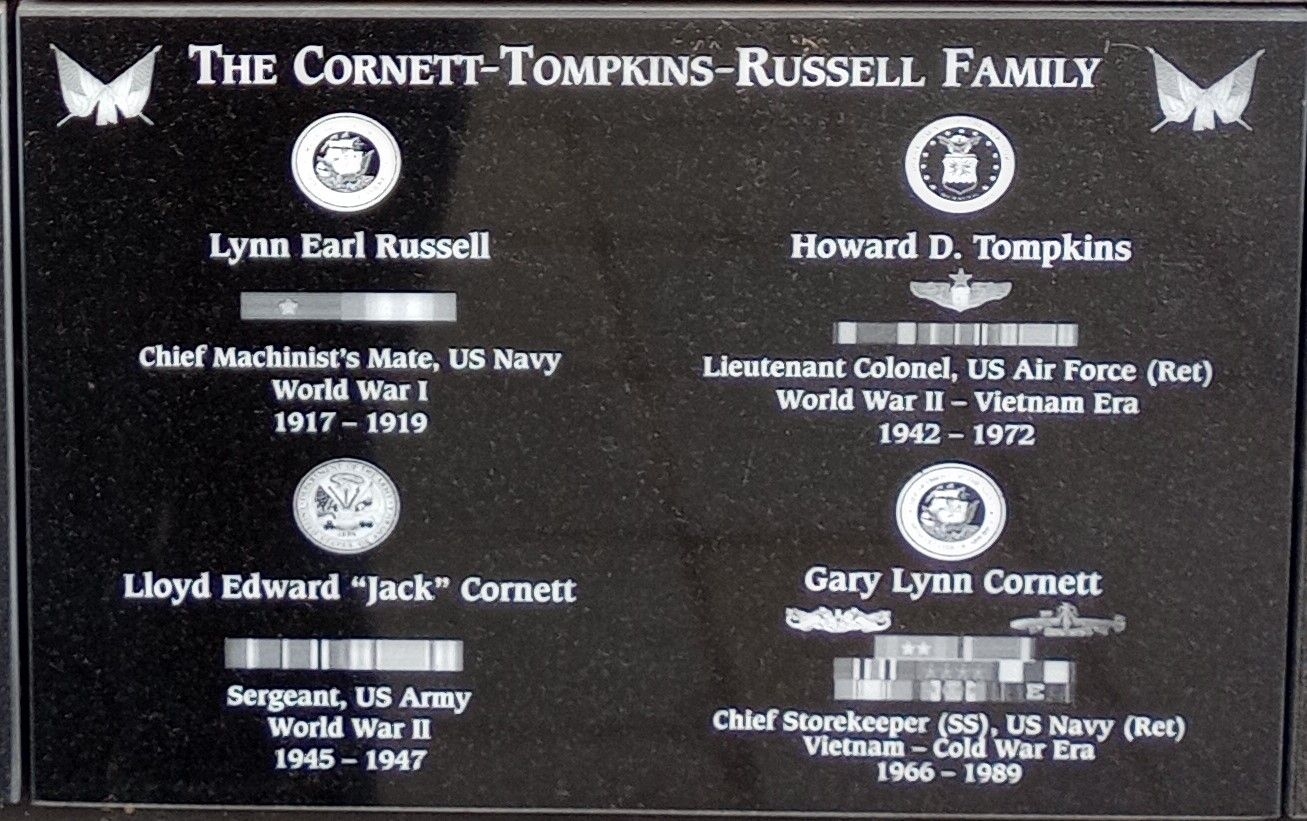 THE CORNETT-TOMPKINS-RUSSELL FAMILY
Lynn Earl Russell
Chief Machinist's Mate, US Navy
World War I
1917 – 1919
Howard D. Tompkins
Lieutenant Colonel, US Air Force (Ret)
World War II – Vietnam Era
1942 – 1972
Lloyd Edward “Jack” Cornett
Sergeant, US Army
World War II
1945 – 1947
Gary Lynn Cornett
E
Chief Storekeeper (SS), US Navy (Ret)
Vietnam – Cold War Era
1966 – 1989